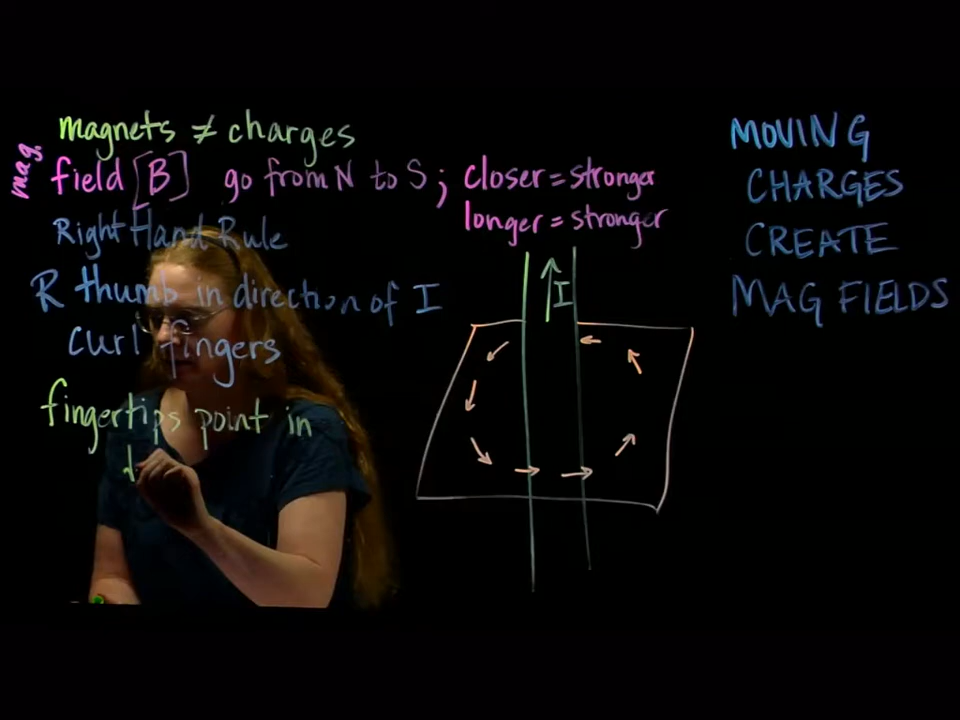 magnets ≠ charges
mag. field [B] go from N to S; closer = stronger
longer = stronger
Right Hand Rule
R thumb in direction of I
curl fingers
fingertips point in
I
MOVING
CHARGES
CREATE
MAG FIELDS